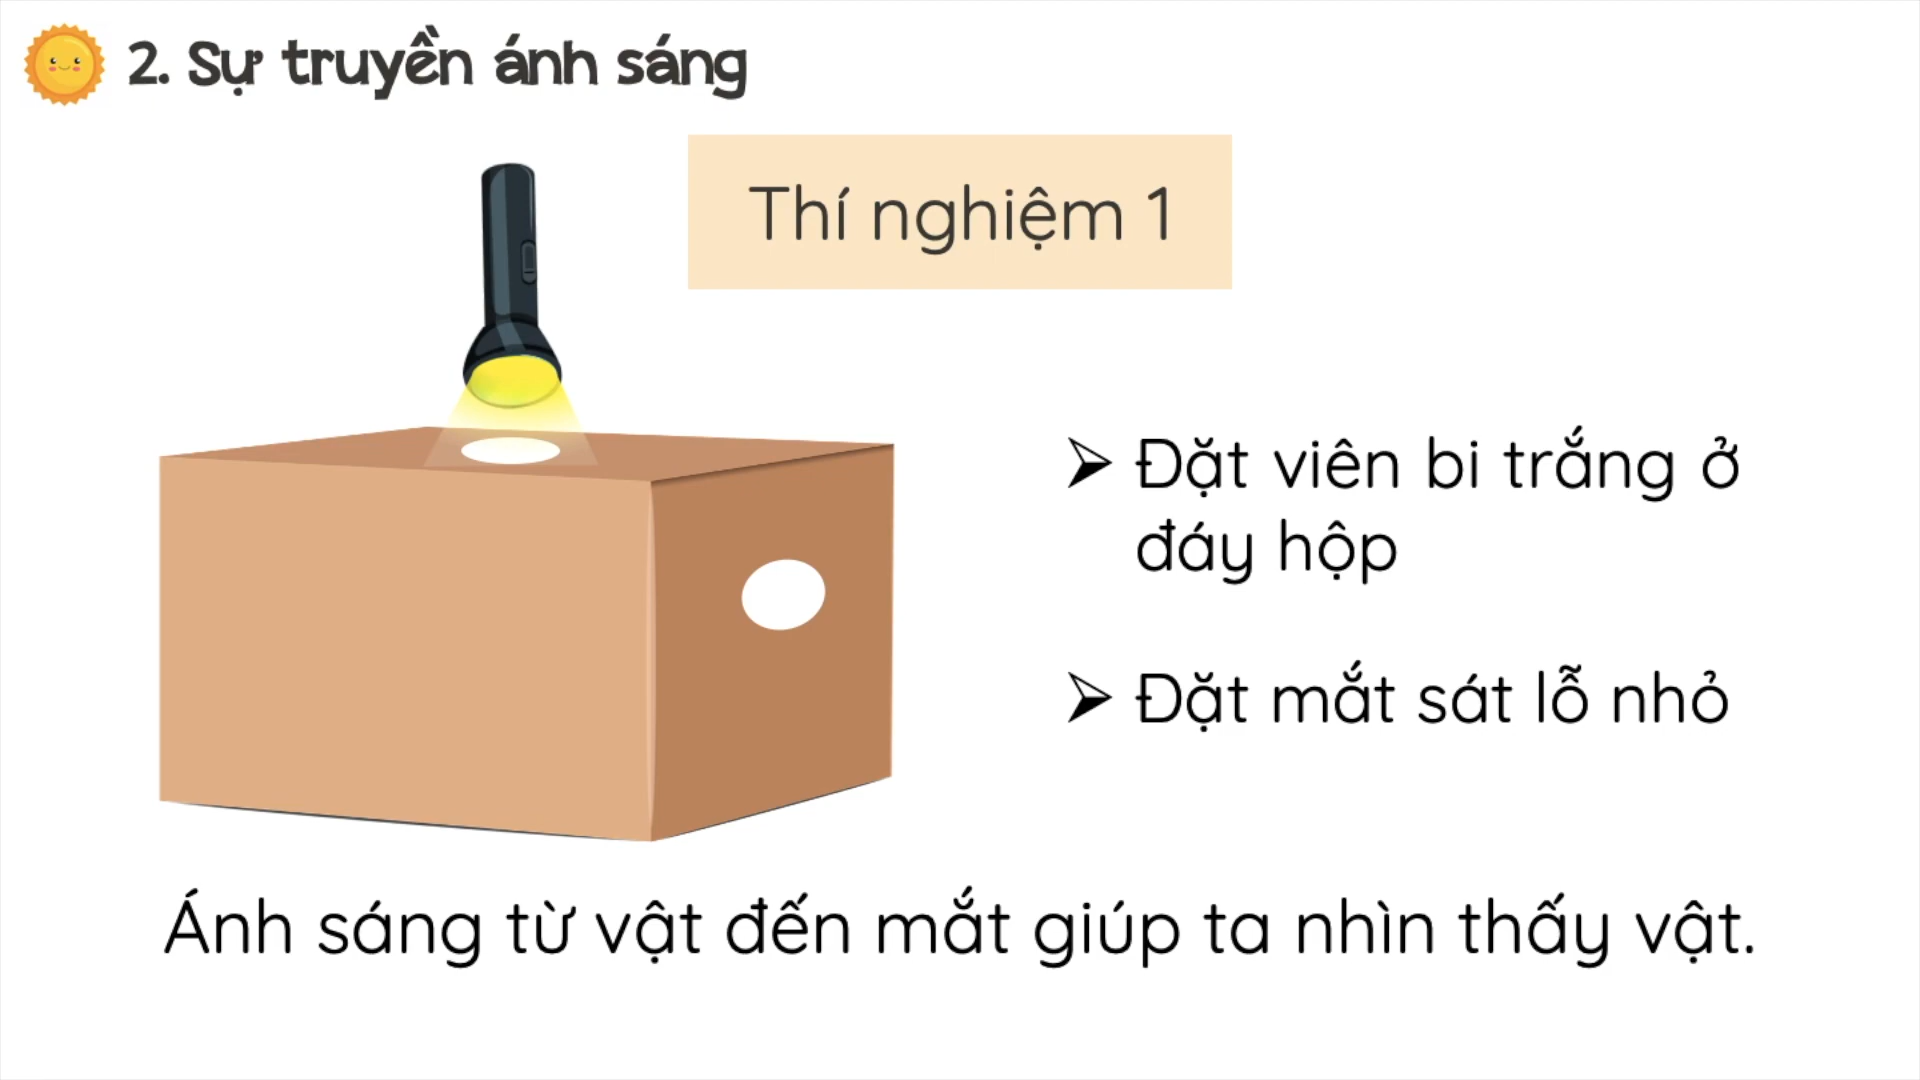 2. Sự truyền ánh sáng
Thí nghiệm 1
➢ Đặt viên bi trắng ở
đáy hộp
➢ Đặt mắt sát lỗ nhỏ
Ánh sáng từ vật đến mắt giúp ta nhìn thấy vật.